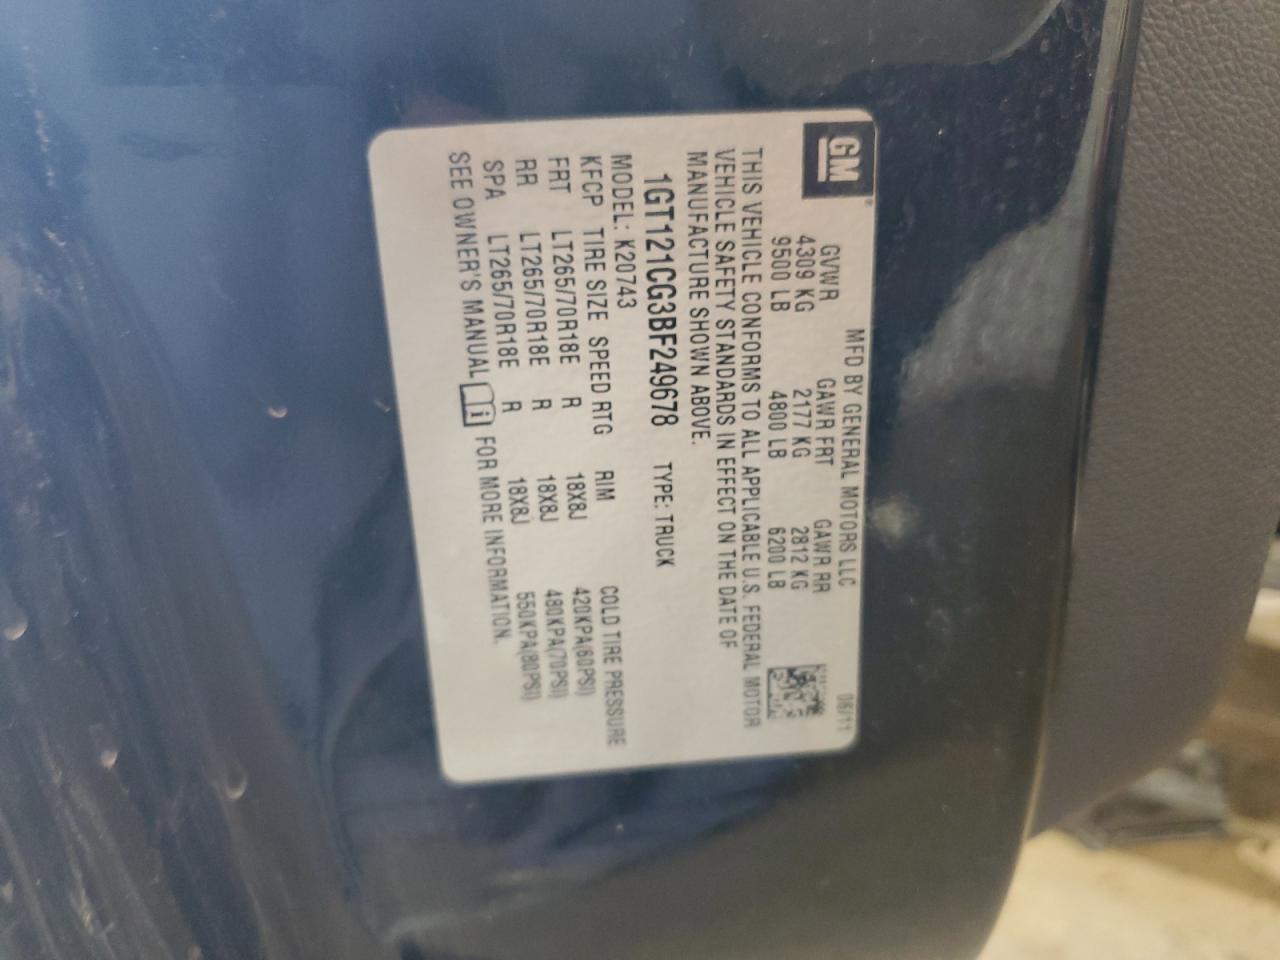 GM
MFD BY GENERAL MOTORS LLC 06/11
GVWR GAWR FRT GAWR RR
4309 KG 2177 KG 2812 KG
9500 LB 4800 LB 6200 LB
THIS VEHICLE CONFORMS TO ALL APPLICABLE U.S. FEDERAL MOTOR
VEHICLE SAFETY STANDARDS IN EFFECT ON THE DATE OF
MANUFACTURE SHOWN ABOVE.
1GT121CG3BF249678 TYPE: TRUCK
MODEL: K20743
KFCP TIRE SIZE SPEED RTG RIM COLD TIRE PRESSURE
FRT LT265/70R18E R 18X8J 420KPA(60PSI)
RR LT265/70R18E R 18X8J 480KPA(70PSI)
SPA LT265/70R18E R 18X8J 550KPA(80PSI)
SEE OWNER'S MANUAL i FOR MORE INFORMATION.